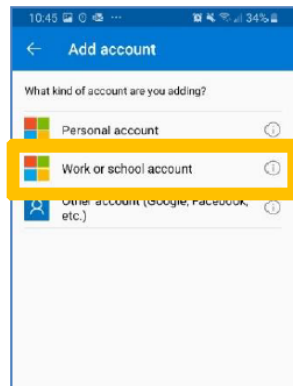 10:45 ... 34%
Add account
What kind of account are you adding?
Personal account
Work or school account
Other account (Google, Facebook,
etc.)